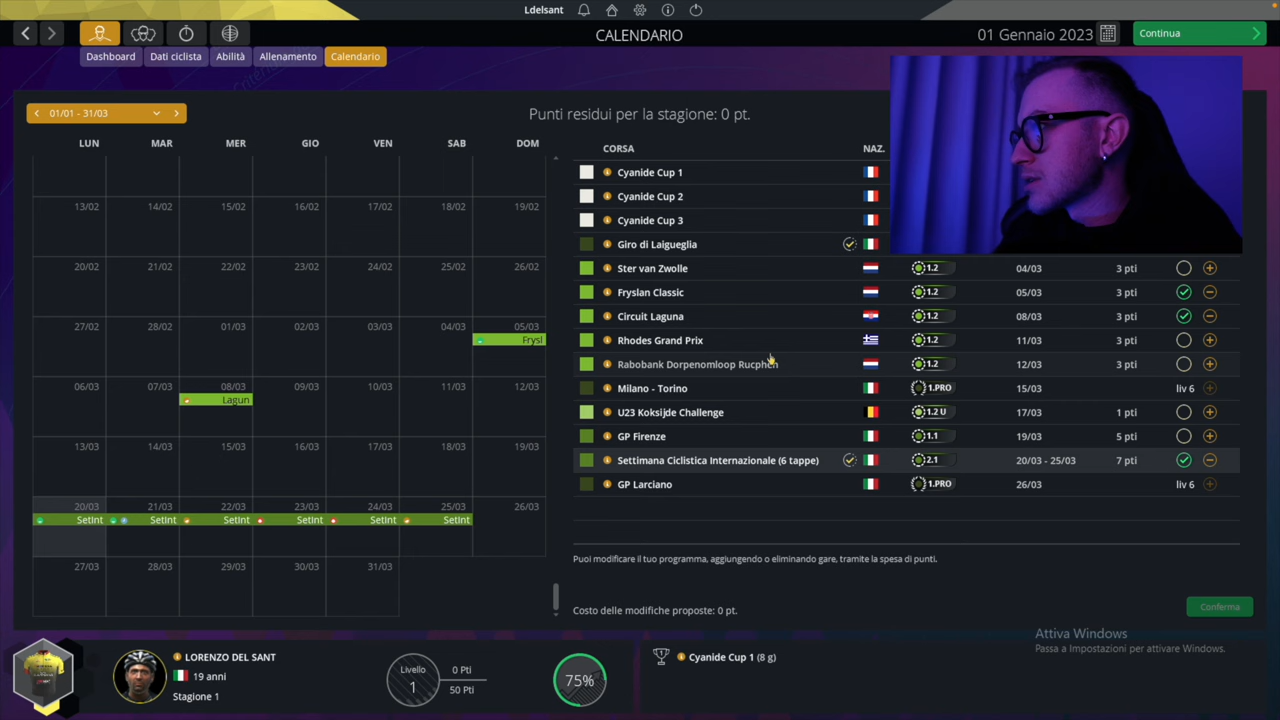 Ldelsant
CALENDARIO
01 Gennaio 2023
Continua
Dashboard Dati ciclista Abilità Allenamento Calendario
01/01 - 31/03
Punti residui per la stagione: 0 pt.
LUN MAR MER GIO VEN SAB DOM
13/02 14/02 15/02 16/02 17/02 18/02 19/02
20/02 21/02 22/02 23/02 24/02 25/02 26/02
27/02 28/02 01/03 02/03 03/03 04/03 05/03
Frysl
06/03 07/03 08/03 09/03 10/03 11/03 12/03
Lagun
13/03 14/03 15/03 16/03 17/03 18/03 19/03
20/03 21/03 22/03 23/03 24/03 25/03 26/03
SetInt SetInt SetInt SetInt SetInt SetInt
27/03 28/03 29/03 30/03 31/03
CORSA NAZ.
Cyanide Cup 1
Cyanide Cup 2
Cyanide Cup 3
Giro di Laigueglia
Ster van Zwolle 1.2 04/03 3 pti
Fryslan Classic 1.2 05/03 3 pti
Circuit Laguna 1.2 08/03 3 pti
Rhodes Grand Prix 1.2 11/03 3 pti
Rabobank Dorpenomloop Rucphen 1.2 12/03 3 pti
Milano - Torino 1.PRO 15/03 liv 6
U23 Koksijde Challenge 1.2 U 17/03 1 pti
GP Firenze 1.1 19/03 5 pti
Settimana Ciclistica Internazionale (6 tappe) 2.1 20/03 - 25/03 7 pti
GP Larciano 1.PRO 26/03 liv 6
Puoi modificare il tuo programma, aggiungendo o eliminando gare, tramite la spesa di punti.
Costo delle modifiche proposte: 0 pt.
Conferma
Attiva Windows
Passa a Impostazioni per attivare Windows.
LORENZO DEL SANT
19 anni
Stagione 1
Livello
1
0 Pti
50 Pti
75%
1 Cyanide Cup 1 (8 g)